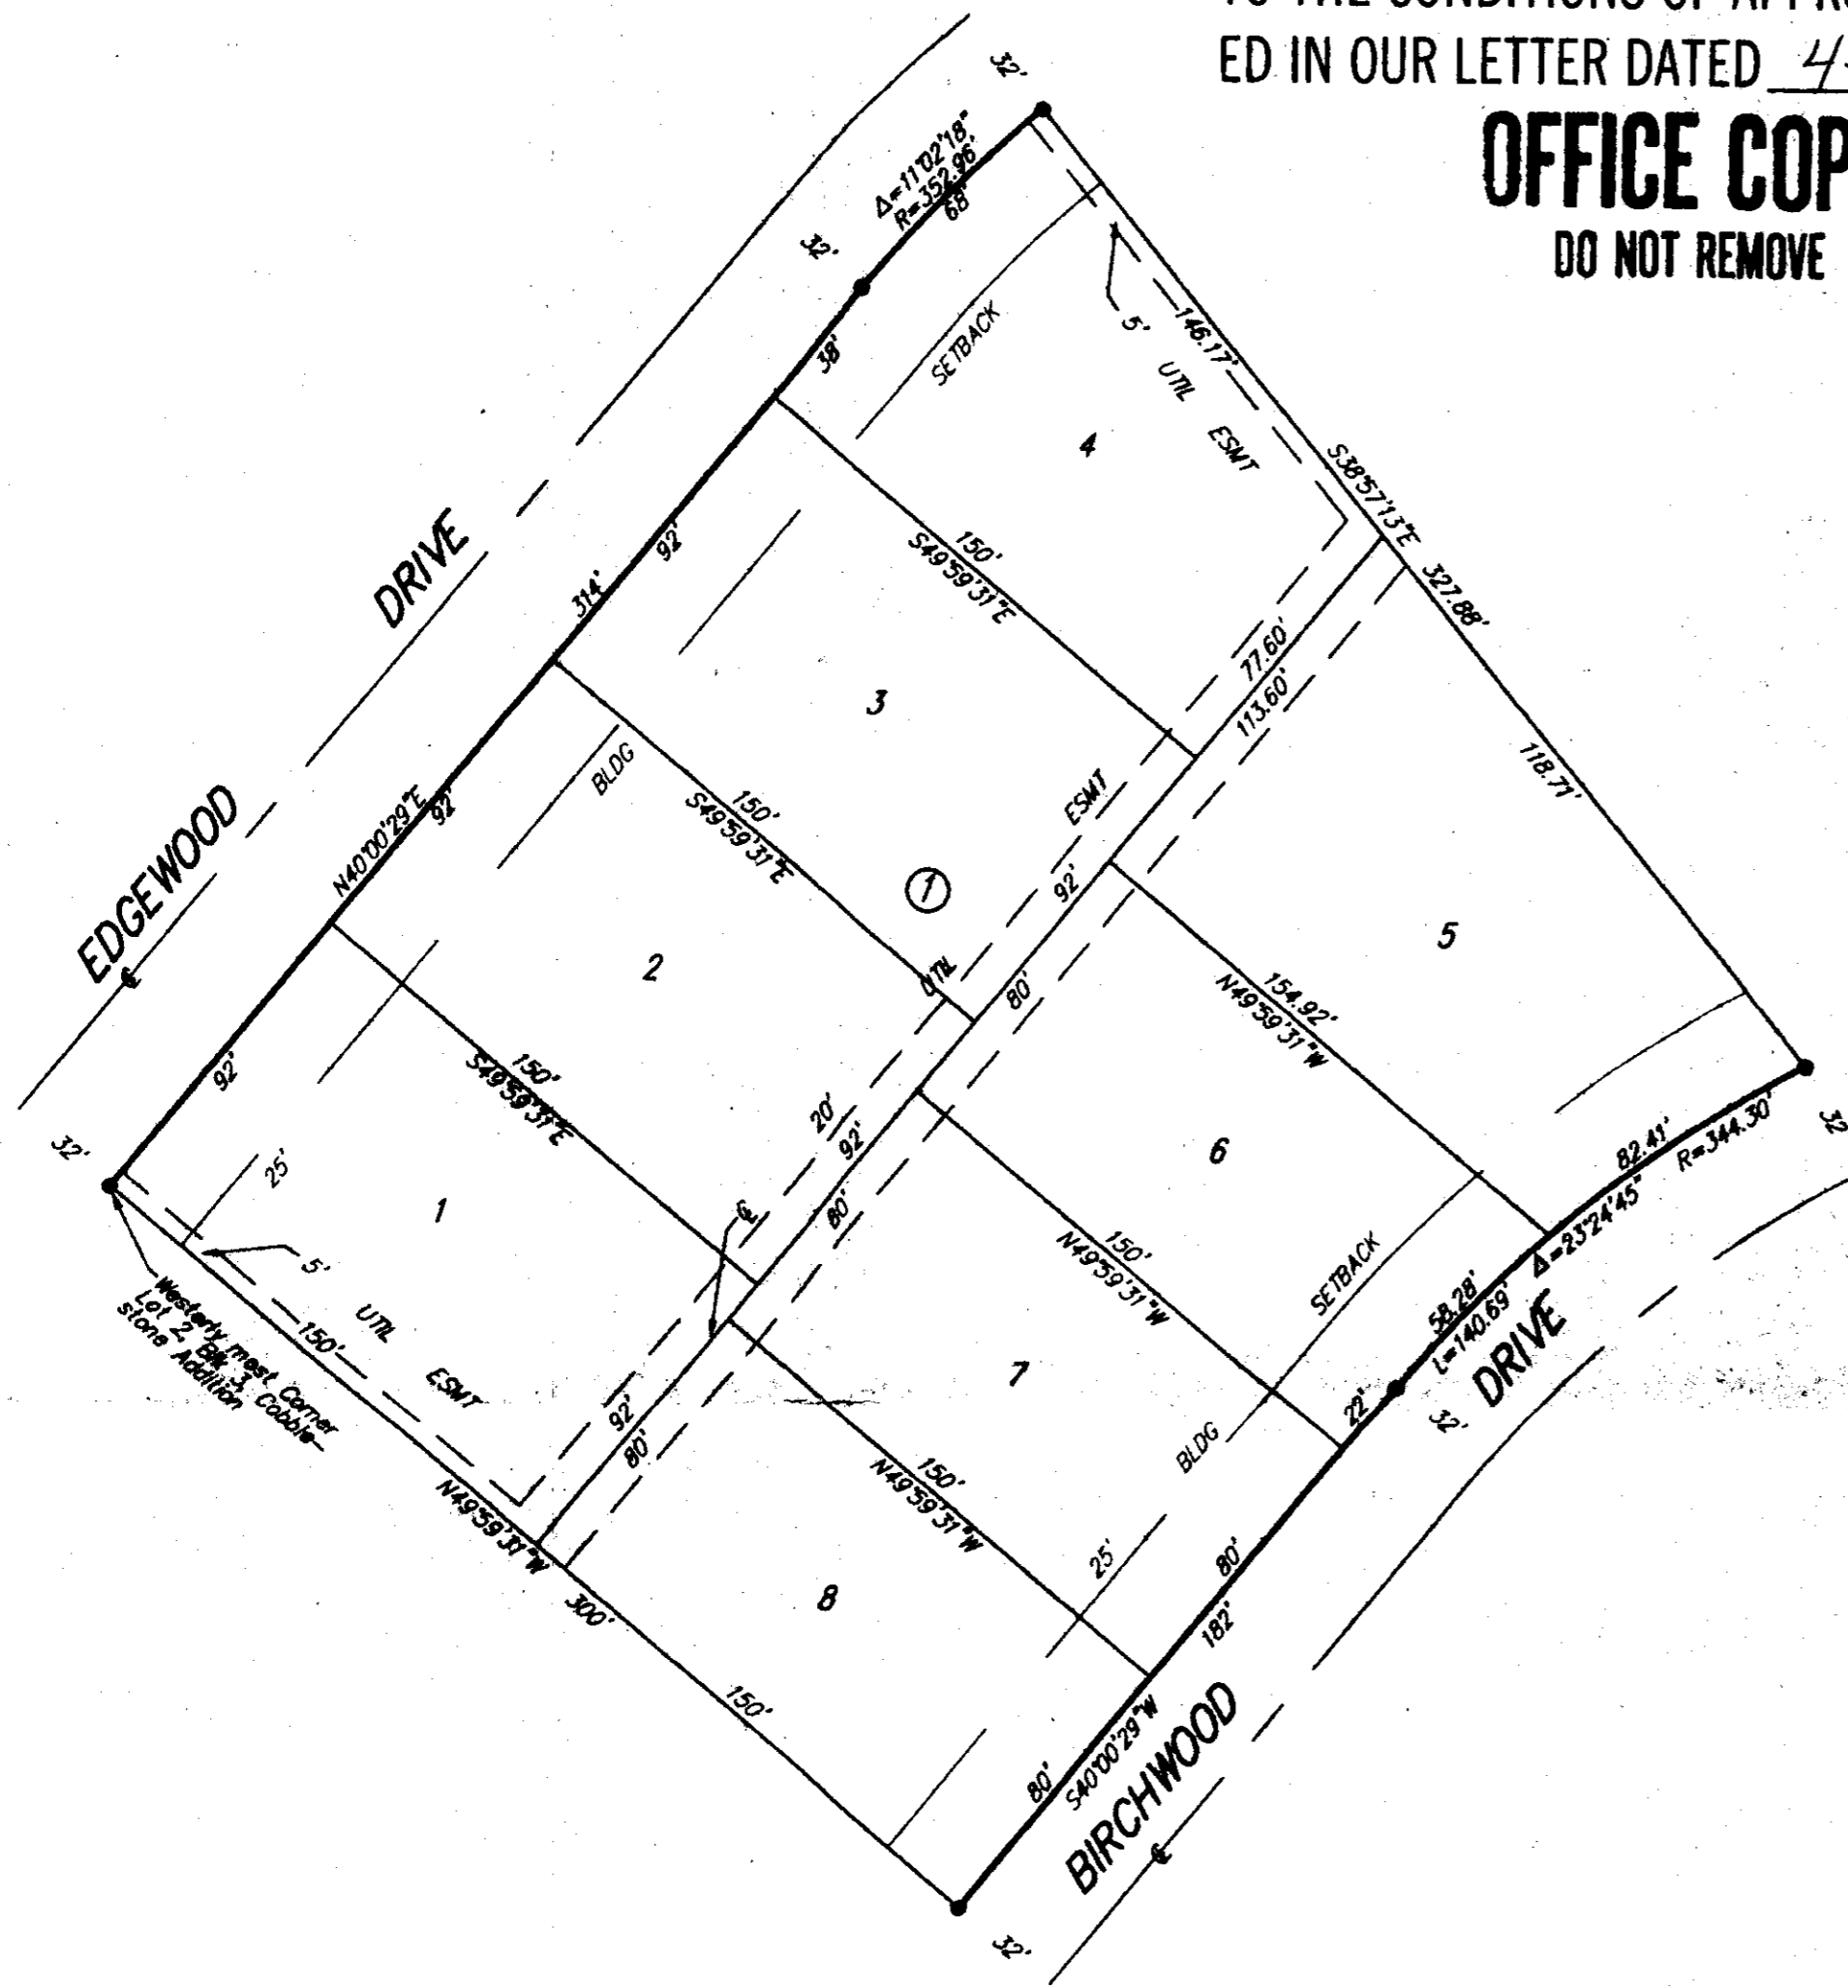 ED IN OUR LETTER DATED
OFFICE COP
DO NOT REMOVE
32'
Δ=11°02'18"
R=352.96'
68'
32'
38'
SETBACK
5'
UTIL
ESMT
146.17'
S38°57'13"E
327.88'
4
DRIVE
92'
314'
150'
S49°59'31"E
3
77.60'
113.60'
118.71'
BLDG
EDGEWOOD
N40°00'29"E
92'
150'
S49°59'31"E
ESMT
1
92'
5
2
UTIL
80'
154.92'
N49°59'31"W
92'
150'
S49°59'31"E
20'
92'
6
82.41'
R=344.30'
32
32'
25'
1
80'
Δ=23°24'45"
150'
N49°59'31"W
SETBACK
58.28'
L=140.69'
5'
Westerly most Corner
Lot 2, Blk 3, Cobble-
stone Addition
150'
UTIL
ESMT
7
22'
DRIVE
32'
BLDG
92'
80'
150'
N49°59'31"W
N49°59'31"W
300'
8
25'
80'
182'
150'
80'
S40°00'29"W
BIRCHWOOD
32'